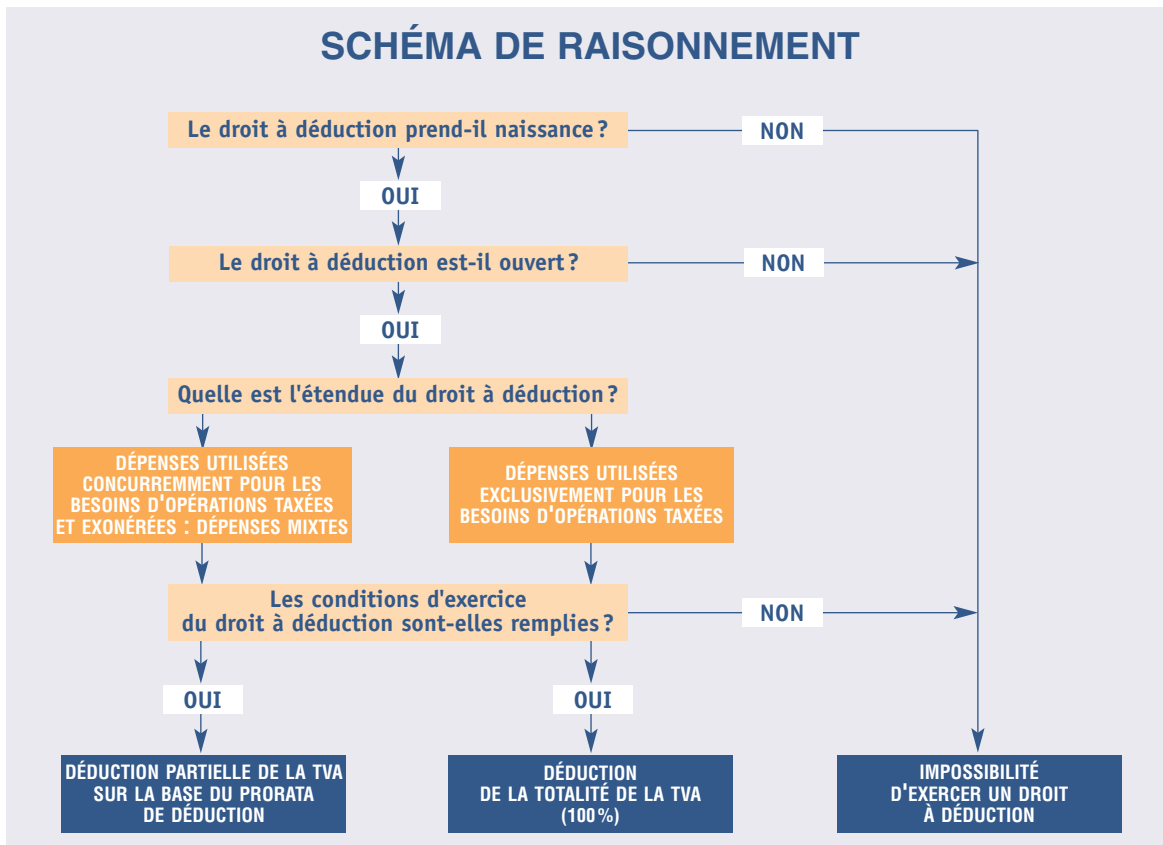 SCHÉMA DE RAISONNEMENT
Le droit à déduction prend-il naissance ?
NON
OUI
Le droit à déduction est-il ouvert ?
NON
OUI
Quelle est l'étendue du droit à déduction ?
DÉPENSES UTILISÉES
CONCURREMMENT POUR LES
BESOINS D'OPÉRATIONS TAXÉES
ET EXONÉRÉES : DÉPENSES MIXTES
DÉPENSES UTILISÉES
EXCLUSIVEMENT POUR LES
BESOINS D'OPÉRATIONS TAXÉES
Les conditions d'exercice
du droit à déduction sont-elles remplies ?
NON
OUI
OUI
DÉDUCTION PARTIELLE DE LA TVA
SUR LA BASE DU PRORATA
DE DÉDUCTION
DÉDUCTION
DE LA TOTALITÉ DE LA TVA
(100 %)
IMPOSSIBILITÉ
D'EXERCER UN DROIT
À DÉDUCTION